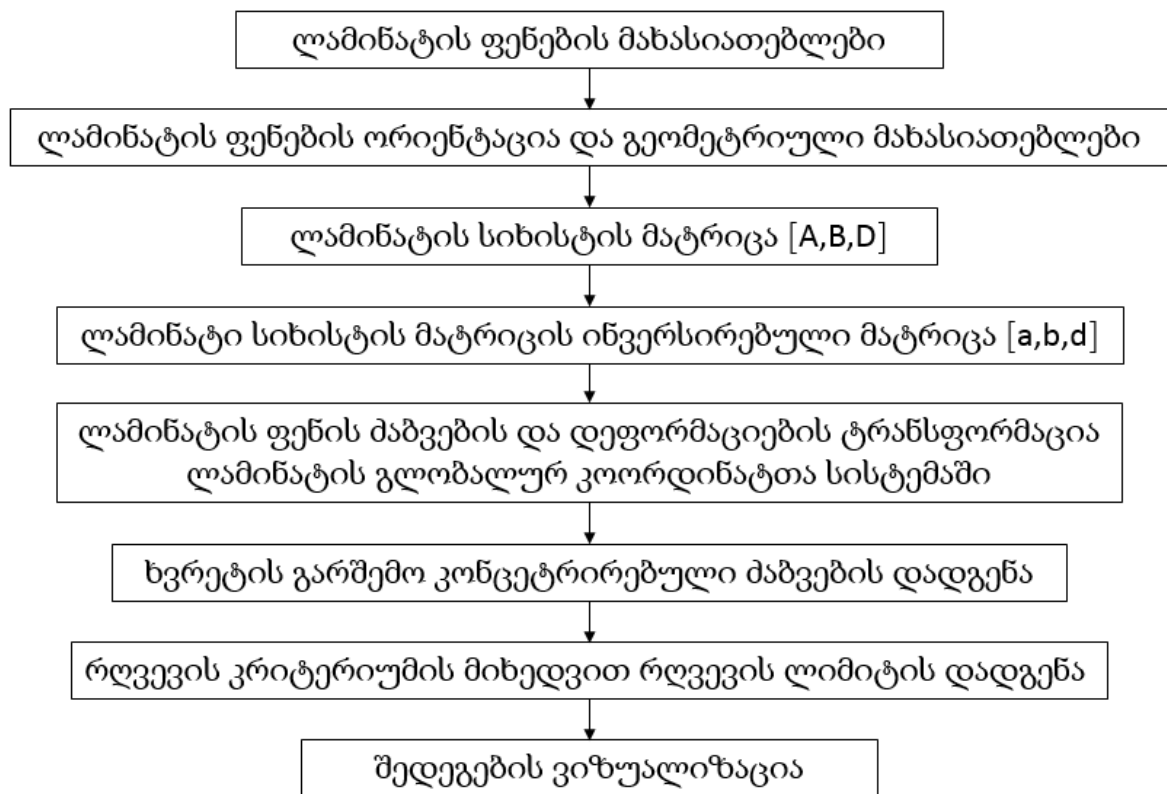 ლამინატის ფენების მახასიათებლები
ლამინატის ფენების ორიენტაცია და გეომეტრიული მახასიათებლები
ლამინატის სიხისტის მატრიცა [A,B,D]
ლამინატი სიხისტის მატრიცის ინვერსირებული მატრიცა [a,b,d]
ლამინატის ფენის ძაბვების და დეფორმაციების ტრანსფორმაცია
ლამინატის გლობალურ კოორდინატთა სისტემაში
ხვრეტის გარშემო კონცეტრირებული ძაბვების დადგენა
რღვევის კრიტერიუმის მიხედვით რღვევის ლიმიტის დადგენა
შედეგების ვიზუალიზაცია